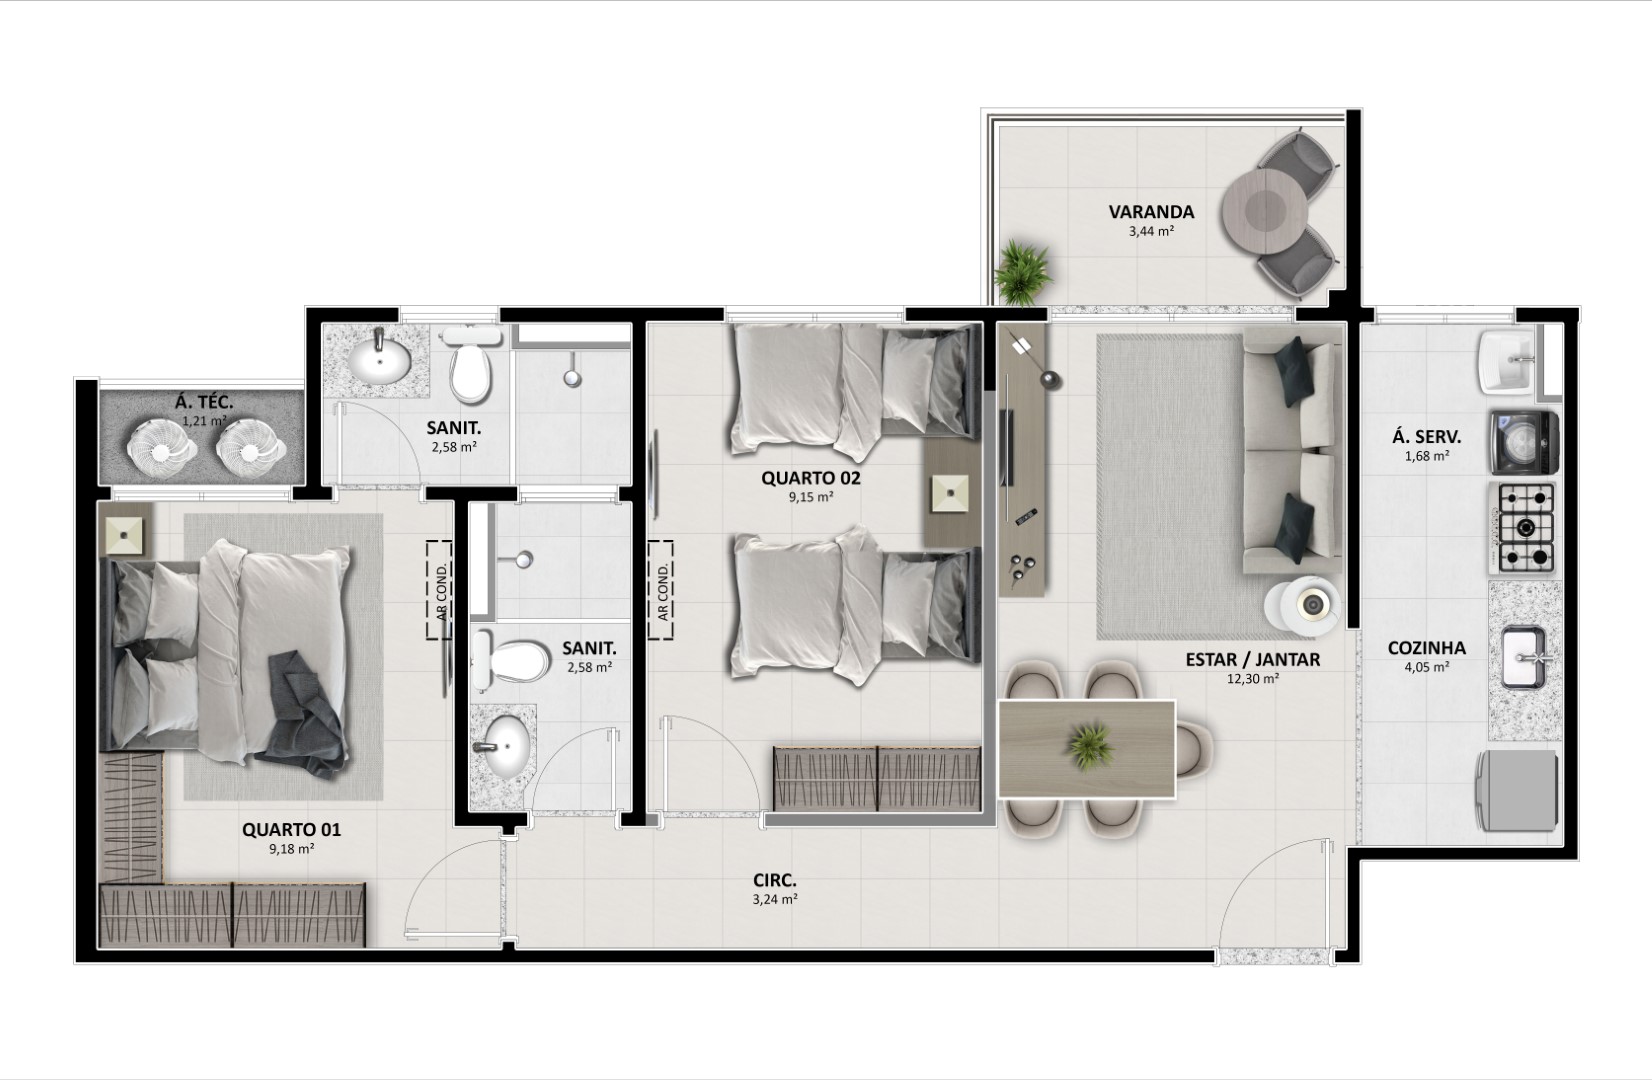 VARANDA
3,44 m²
Á. TÉC.
1,21 m²
SANIT.
2,58 m²
QUARTO 02
9,15 m²
Á. SERV.
1,68 m²
AR COND.
AR COND.
SANIT.
2,58 m²
ESTAR / JANTAR
12,30 m²
COZINHA
4,05 m²
QUARTO 01
9,18 m²
CIRC.
3,24 m²